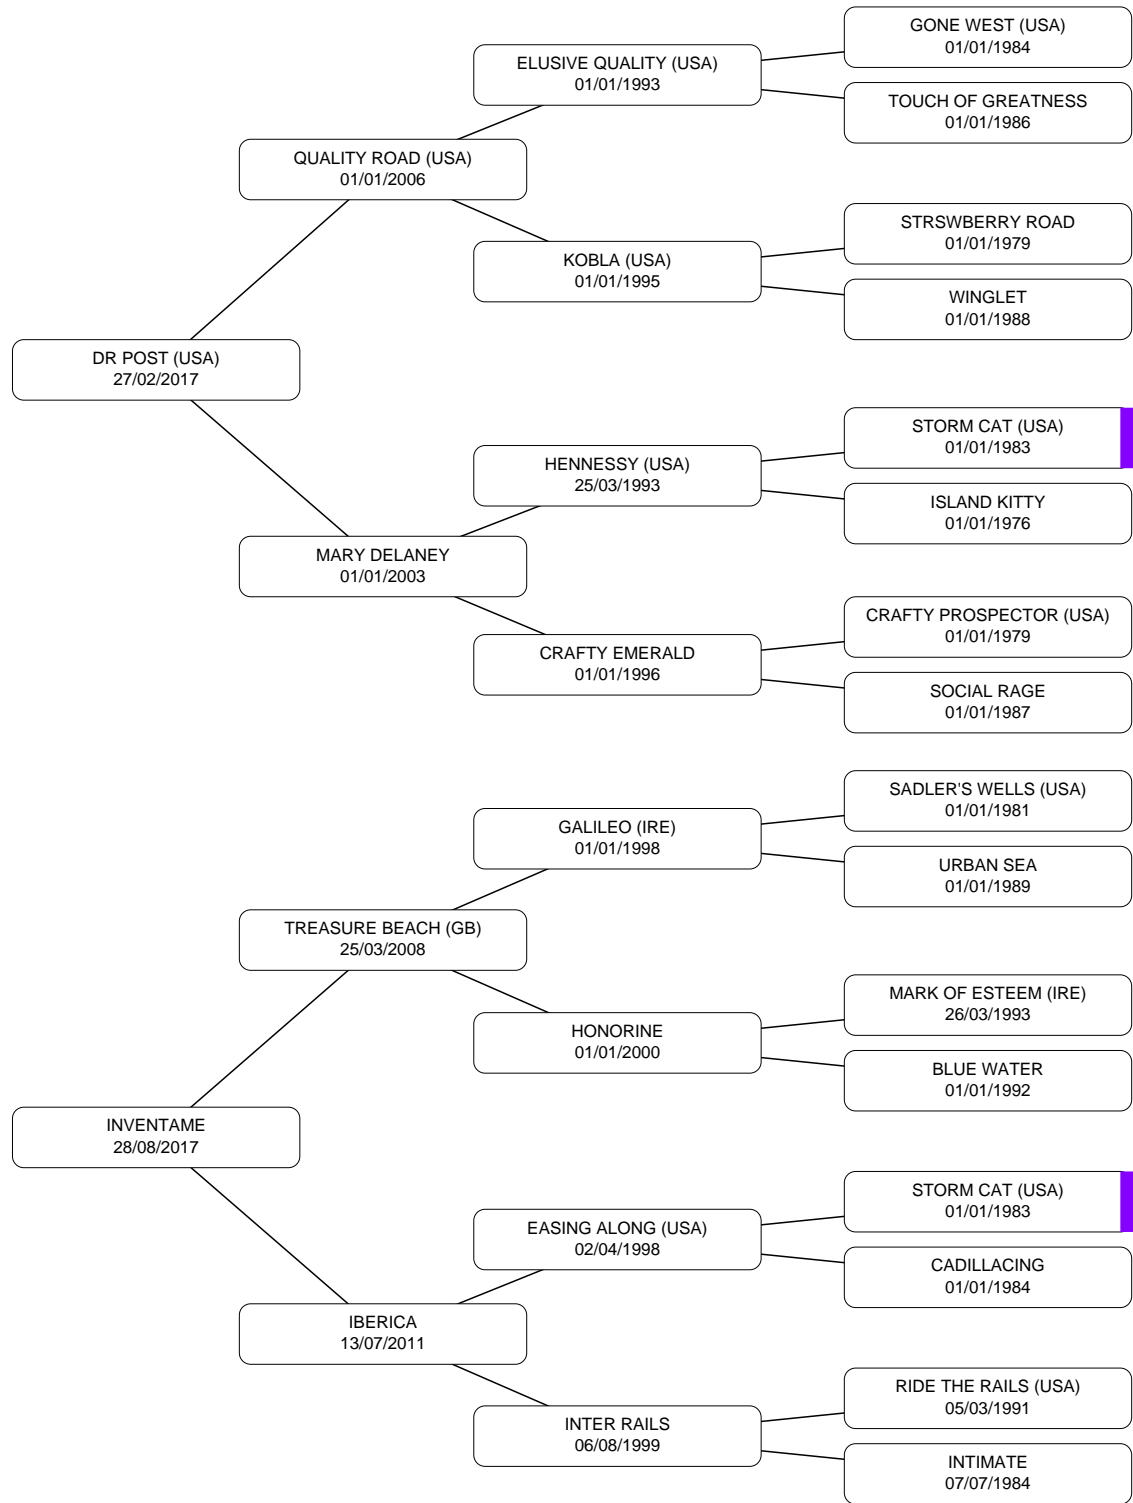 GONE WEST (USA)
01/01/1984
ELUSIVE QUALITY (USA)
01/01/1993
TOUCH OF GREATNESS
01/01/1986
QUALITY ROAD (USA)
01/01/2006
STRSWBERRY ROAD
01/01/1979
KOBLA (USA)
01/01/1995
WINGLET
01/01/1988
DR POST (USA)
27/02/2017
STORM CAT (USA)
01/01/1983
HENNESSY (USA)
25/03/1993
ISLAND KITTY
01/01/1976
MARY DELANEY
01/01/2003
CRAFTY PROSPECTOR (USA)
01/01/1979
CRAFTY EMERALD
01/01/1996
SOCIAL RAGE
01/01/1987
SADLER'S WELLS (USA)
01/01/1981
GALILEO (IRE)
01/01/1998
URBAN SEA
01/01/1989
TREASURE BEACH (GB)
25/03/2008
MARK OF ESTEEM (IRE)
26/03/1993
HONORINE
01/01/2000
BLUE WATER
01/01/1992
INVENTAME
28/08/2017
STORM CAT (USA)
01/01/1983
EASING ALONG (USA)
02/04/1998
CADILLACING
01/01/1984
IBERICA
13/07/2011
RIDE THE RAILS (USA)
05/03/1991
INTER RAILS
06/08/1999
INTIMATE
07/07/1984